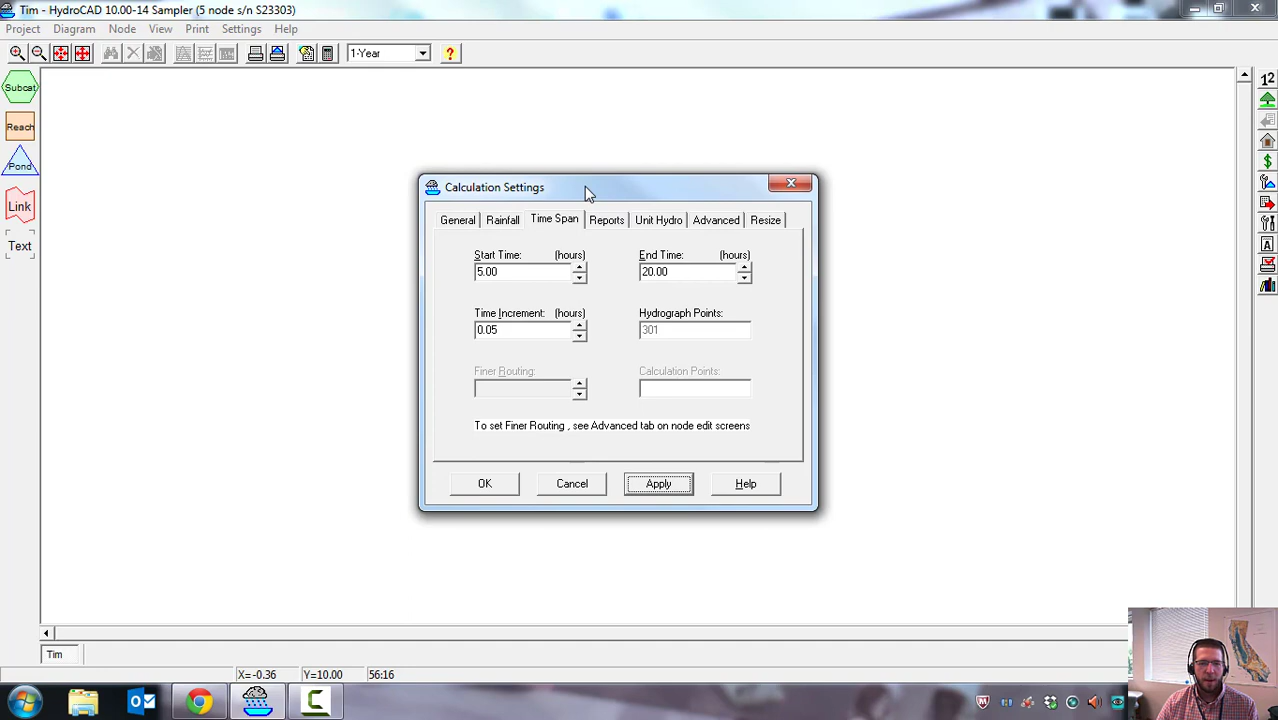 Tim - HydroCAD 10.00-14 Sampler (5 node s/n S23303)
Project Diagram Node View Print Settings Help
1-Year
?
12
Subcat
Reach
Pond
Link
Text
$
A
Calculation Settings
General Rainfall Time Span Reports Unit Hydro Advanced Resize
Start Time: (hours) End Time: (hours)
5.00 20.00
Time Increment: (hours) Hydrograph Points:
0.05 301
Finer Routing: Calculation Points:
To set Finer Routing , see Advanced tab on node edit screens
OK Cancel Apply Help
Tim
X=-0.36 Y=10.00 56:16